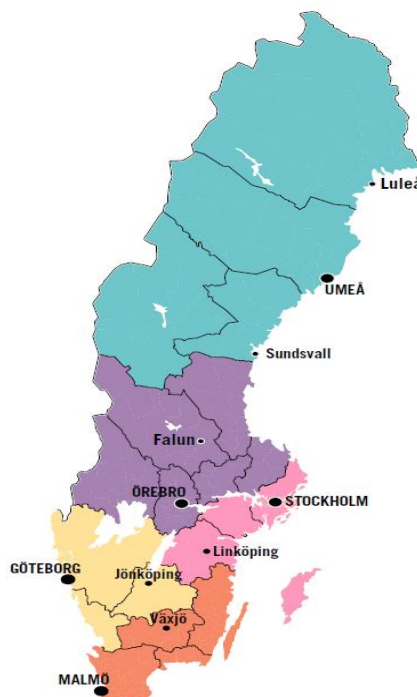 Luleå
UMEÅ
Sundsvall
Falun
ÖREBRO
STOCKHOLM
Linköping
GÖTEBORG
Jönköping
Växjö
MALMÖ